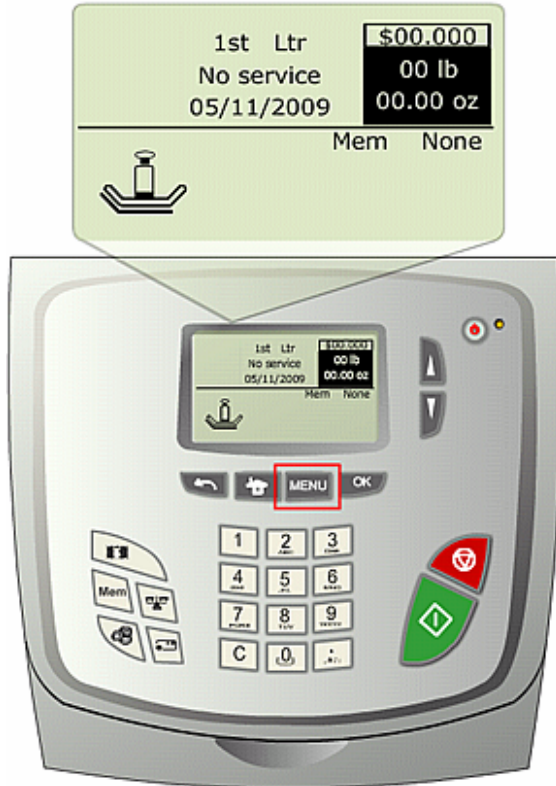 1st Ltr $00.000
No service 00 lb
05/11/2009 00.00 oz
Mem None
1st Ltr $00.000
No service 00 lb
05/11/2009 00.00 oz
Mem None
MENU OK
1 2 3
Mem 4 5 6
7 8 9
C 0